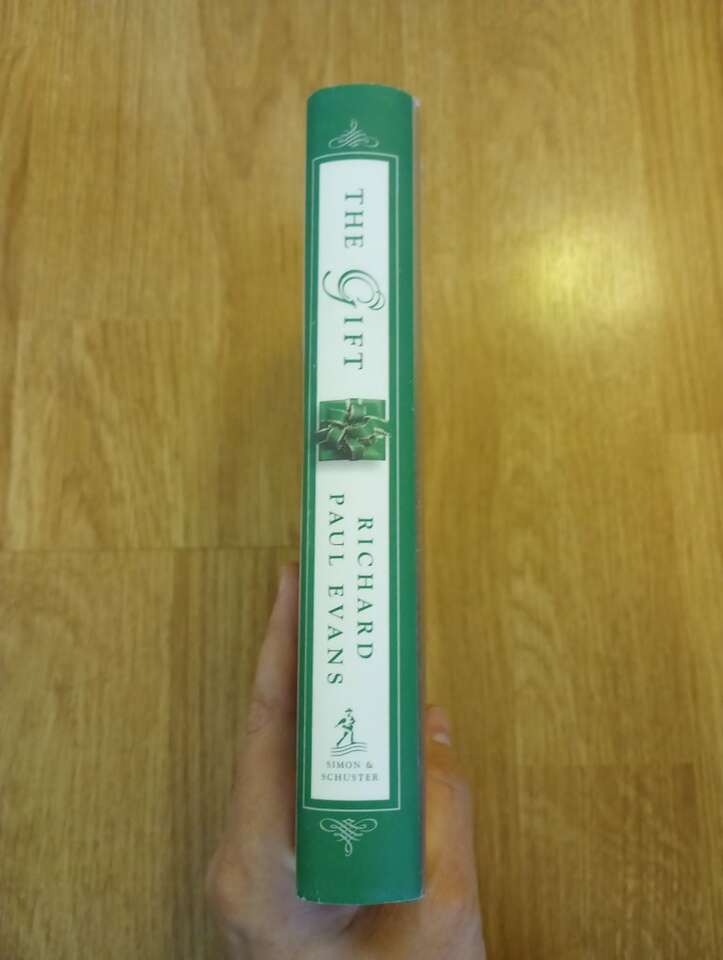 THE GIFT
RICHARD
PAUL EVANS
SIMON &
SCHUSTER